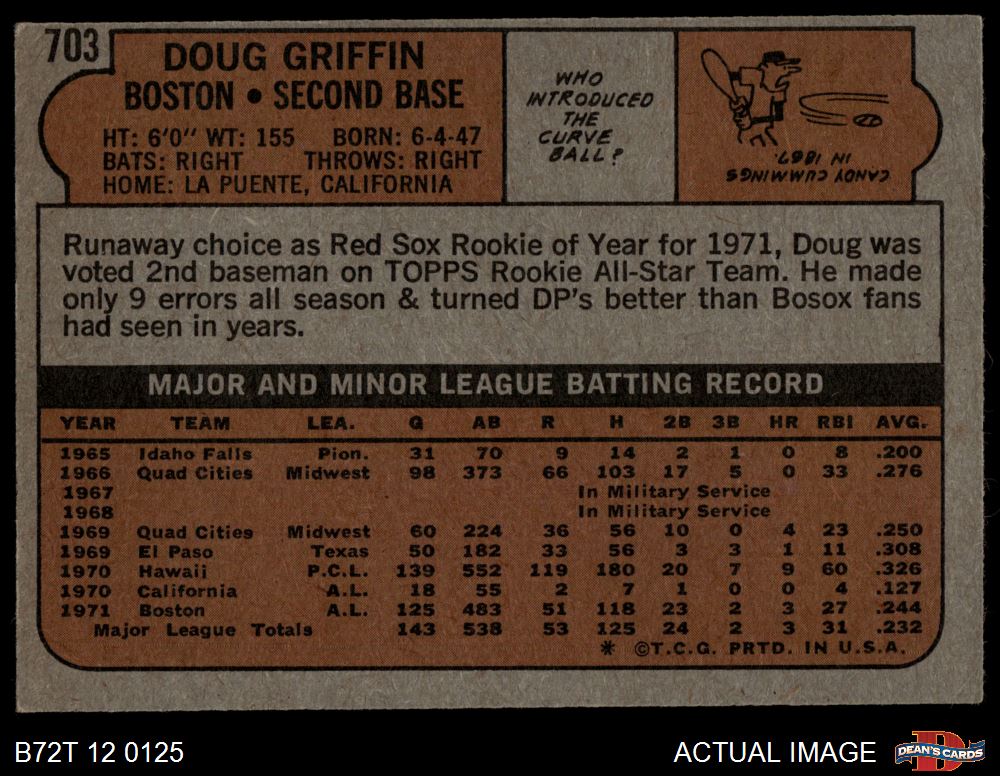 703
DOUG GRIFFIN
BOSTON • SECOND BASE
HT: 6'0" WT: 155 BORN: 6-4-47
BATS: RIGHT THROWS: RIGHT
HOME: LA PUENTE, CALIFORNIA
WHO
INTRODUCED
THE
CURVE
BALL?
CANDY CUMMINGS
IN 1867.
Runaway choice as Red Sox Rookie of Year for 1971, Doug was
voted 2nd baseman on TOPPS Rookie All-Star Team. He made
only 9 errors all season & turned DP's better than Bosox fans
had seen in years.
MAJOR AND MINOR LEAGUE BATTING RECORD
YEAR TEAM LEA. G AB R H 2B 3B HR RBI AVG.
1965 Idaho Falls Pion. 31 70 9 14 2 1 0 8 .200
1966 Quad Cities Midwest 98 373 66 103 17 5 0 33 .276
1967 In Military Service
1968 In Military Service
1969 Quad Cities Midwest 60 224 36 56 10 0 4 23 .250
1969 El Paso Texas 50 182 33 56 3 3 1 11 .308
1970 Hawaii P.C.L. 139 552 119 180 20 7 9 60 .326
1970 California A.L. 18 55 2 7 1 0 0 4 .127
1971 Boston A.L. 125 483 51 118 23 2 3 27 .244
Major League Totals 143 538 53 125 24 2 3 31 .232
* ©T.C.G. PRTD. IN U.S.A.
B72T 12 0125
ACTUAL IMAGE
DEAN'S CARDS